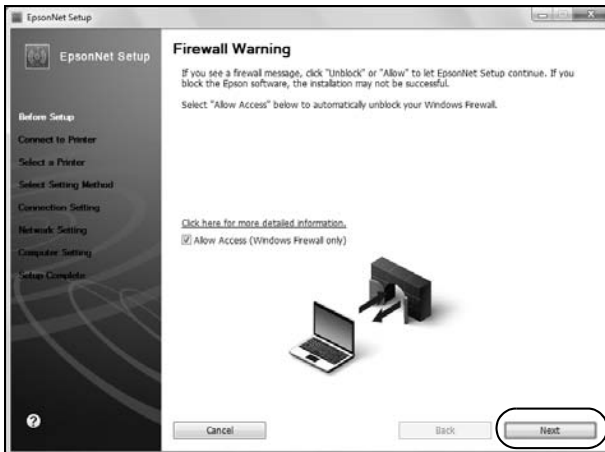 EpsonNet Setup
EpsonNet Setup
Before Setup
Connect to Printer
Select a Printer
Select Setting Method
Connection Setting
Network Setting
Computer Setting
Setup Complete
Firewall Warning
If you see a firewall message, click "Unblock" or "Allow" to let EpsonNet Setup continue. If you
block the Epson software, the installation may not be successful.
Select "Allow Access" below to automatically unblock your Windows Firewall.
Click here for more detailed information.
Allow Access (Windows Firewall only)
?
Cancel
Back
Next